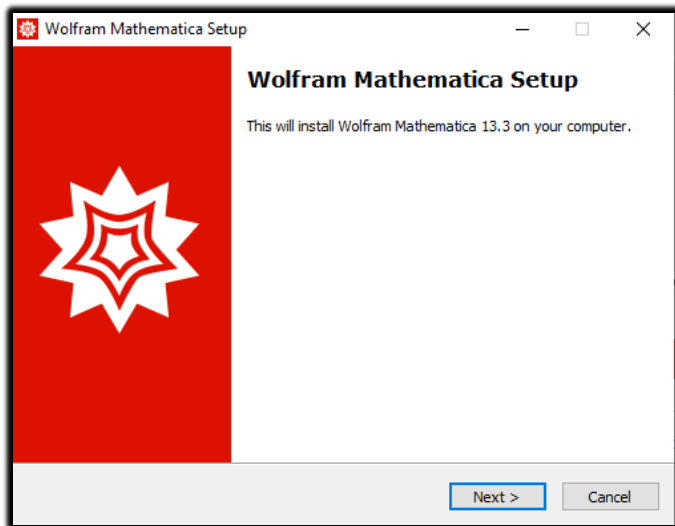 Wolfram Mathematica Setup
Wolfram Mathematica Setup
This will install Wolfram Mathematica 13.3 on your computer.
Next > Cancel